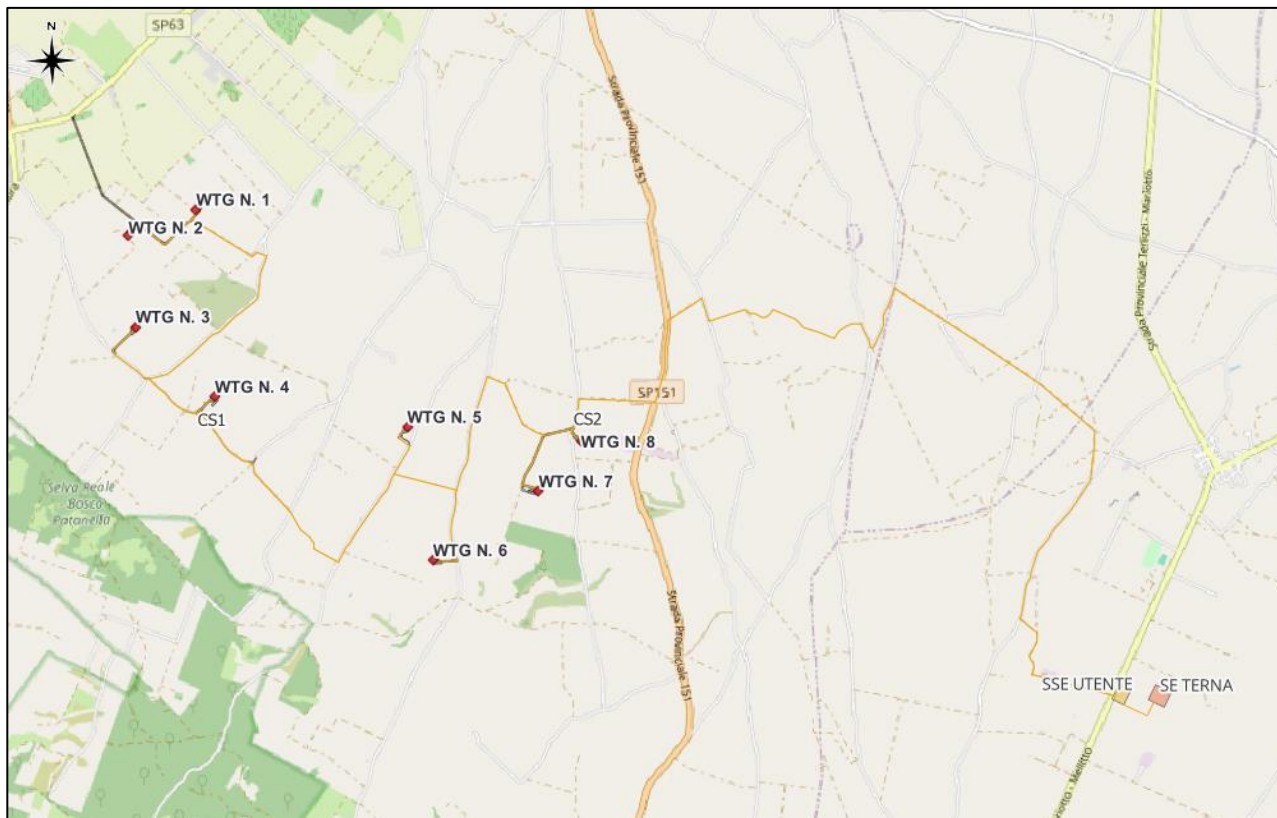 SP63
N
Strada Provinciale 151
WTG N. 1
WTG N. 2
Strada Provinciale Terlizzi - Mariotto
WTG N. 3
WTG N. 4
CS1
SP151
CS2
WTG N. 5
WTG N. 8
WTG N. 7
Selva Reale
Bosco
Patanella
WTG N. 6
Strada Provinciale 151
SSE UTENTE
SE TERNA
iotto - Mellitto